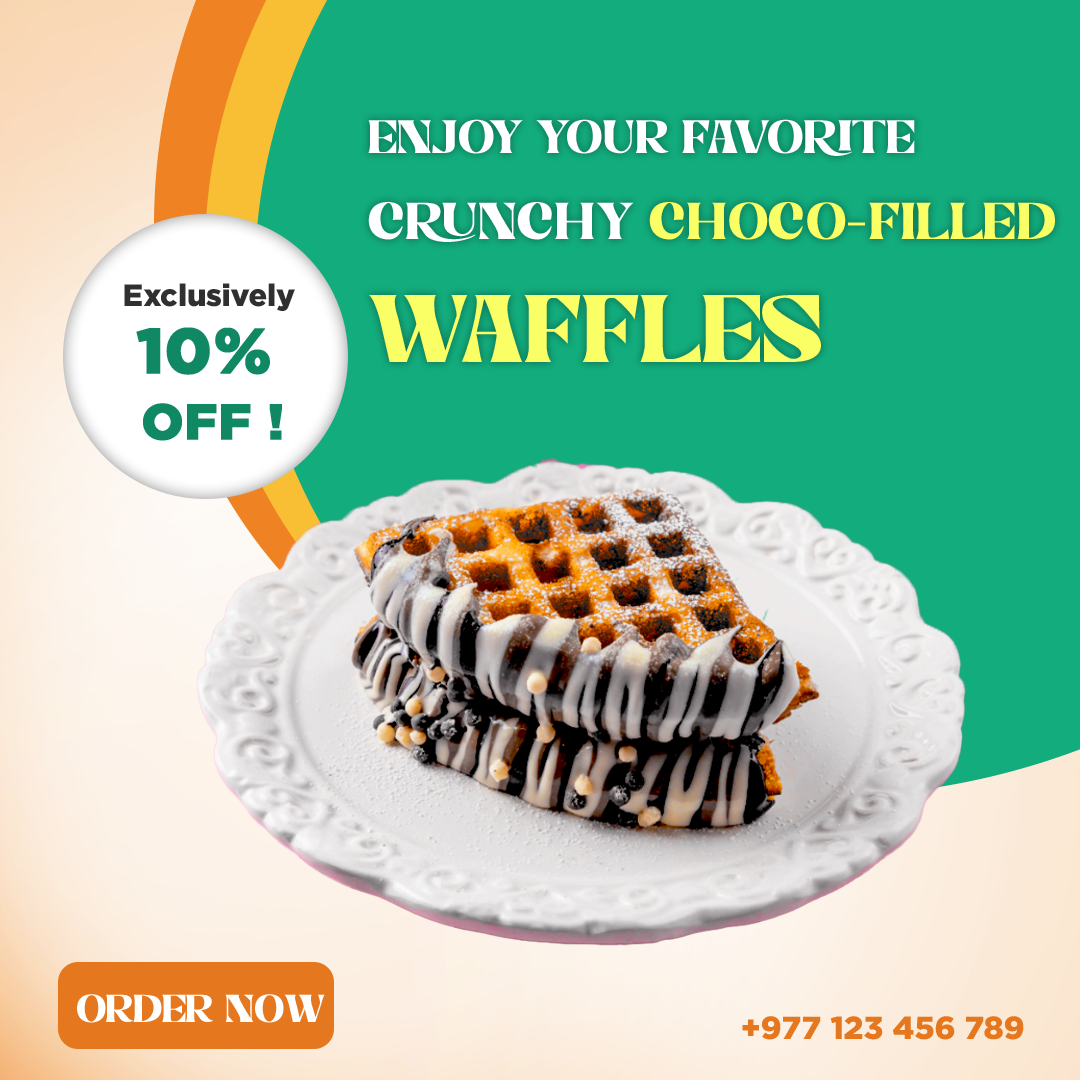 ENJOY YOUR FAVORITE
CRUNCHY CHOCO-FILLED
WAFFLES
Exclusively
10%
OFF !
ORDER NOW
+977 123 456 789